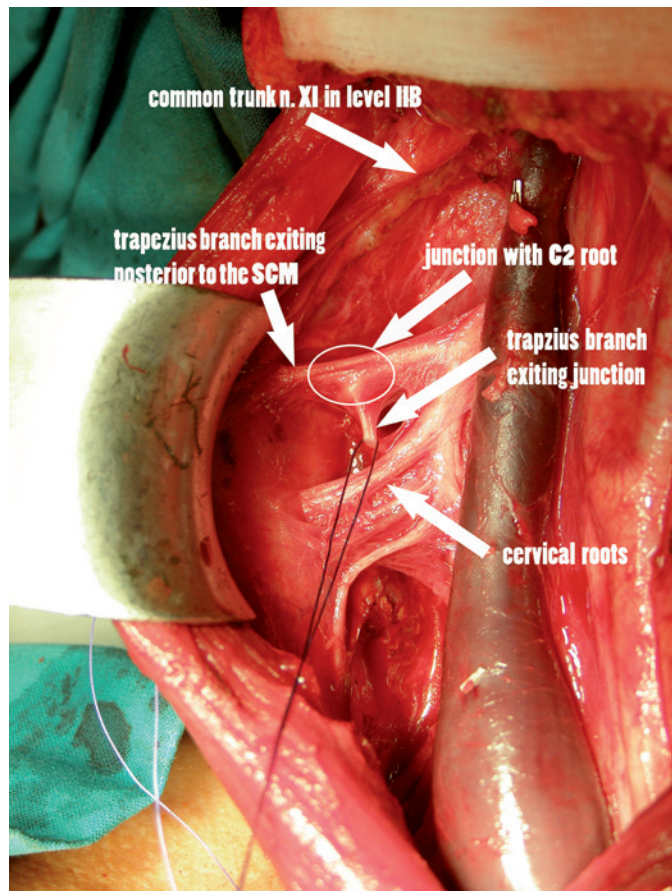 common trunk n. XI in level IIB
trapezius branch exiting
posterior to the SCM
junction with C2 root
trapzius branch
exiting junction
cervical roots